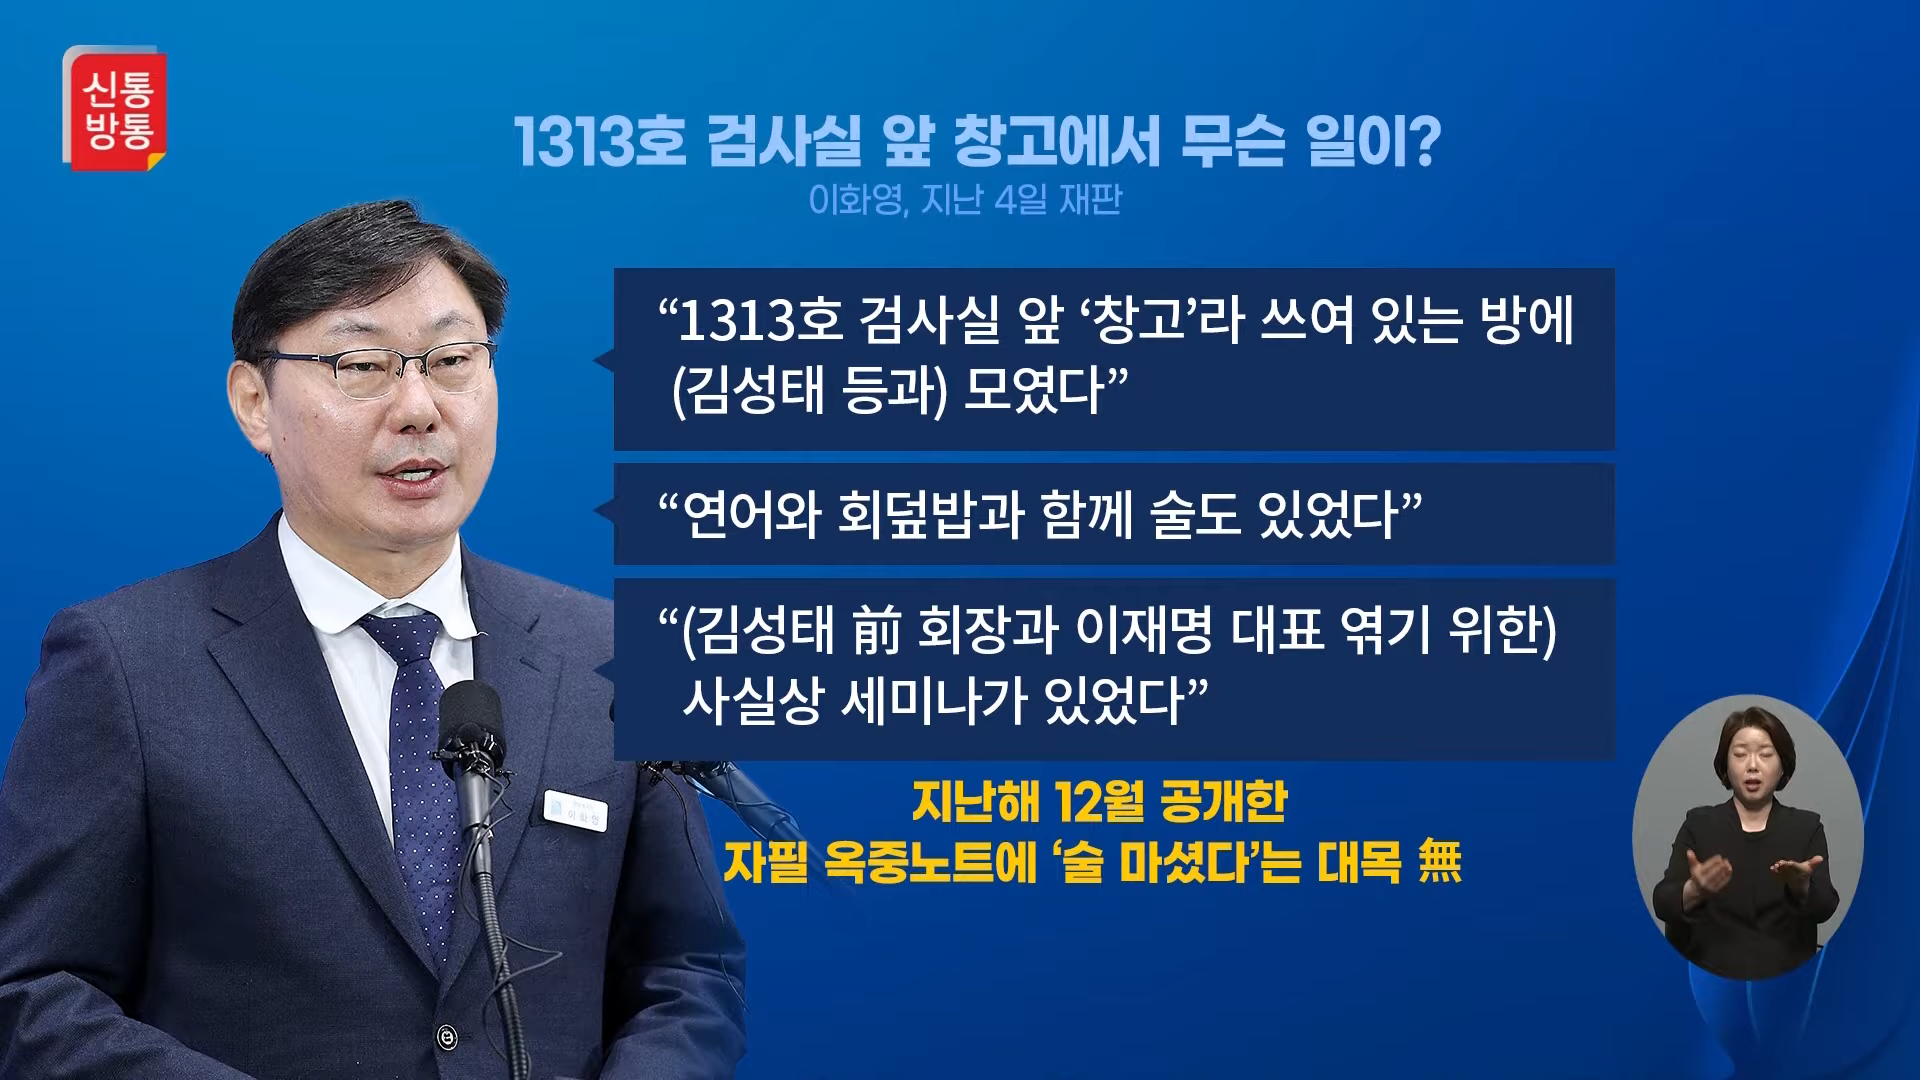 신통
방통
1313호 검사실 앞 창고에서 무슨 일이?
이화영, 지난 4일 재판
“1313호 검사실 앞 ‘창고’라 쓰여 있는 방에
(김성태 등과) 모였다”
“연어와 회덮밥과 함께 술도 있었다”
“(김성태 前 회장과 이재명 대표 엮기 위한)
사실상 세미나가 있었다”
이화영
지난해 12월 공개한
자필 옥중노트에 ‘술 마셨다’는 대목 無